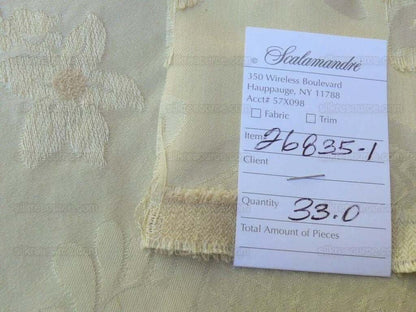 © Scalamandré
350 Wireless Boulevard
Hauppauge, NY 11788
Acct# 57X098
Fabric Trim
Item 26835-1
Client —
Quantity 33.0
Total Amount of Pieces